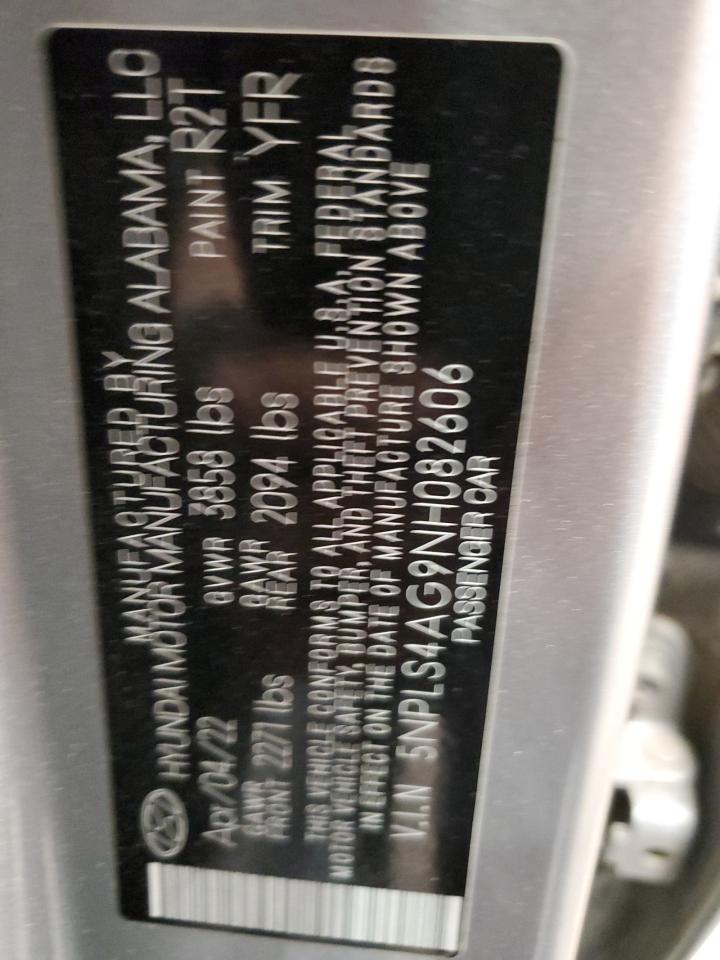 MANUFACTURED BY
HYUNDAI MOTOR MANUFACTURING ALABAMA, LLC
Apr/04/22 GVWR 3858 lbs PAINT R2T
GAWR FRONT 2271 lbs GAWR REAR 2094 lbs TRIM YFR
THIS VEHICLE CONFORMS TO ALL APPLICABLE U.S.A. FEDERAL
MOTOR VEHICLE SAFETY, BUMPER, AND THEFT PREVENTION STANDARDS
IN EFFECT ON THE DATE OF MANUFACTURE SHOWN ABOVE
V.I.N 5NPLS4AG9NH082606
PASSENGER CAR